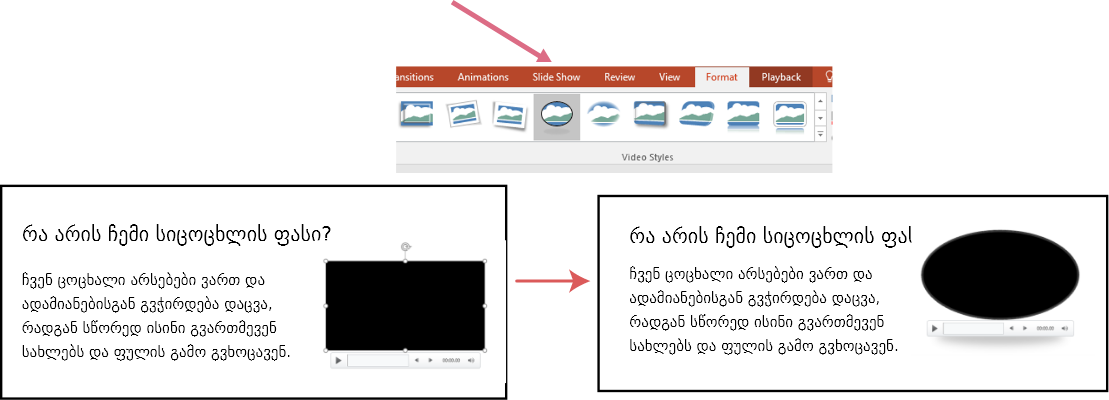 ansitions Animations Slide Show Review View Format Playback
Video Styles
რა არის ჩემი სიცოცხლის ფასი?
ჩვენ ცოცხალი არსებები ვართ და
ადამიანებისგან გვჭირდება დაცვა,
რადგან სწორედ ისინი გვართმევენ
სახლებს და ფულის გამო გვხოცავენ.
00:00.00
რა არის ჩემი სიცოცხლის ფას
ჩვენ ცოცხალი არსებები ვართ და
ადამიანებისგან გვჭირდება დაცვა,
რადგან სწორედ ისინი გვართმევენ
სახლებს და ფულის გამო გვხოცავენ.
00:00.00